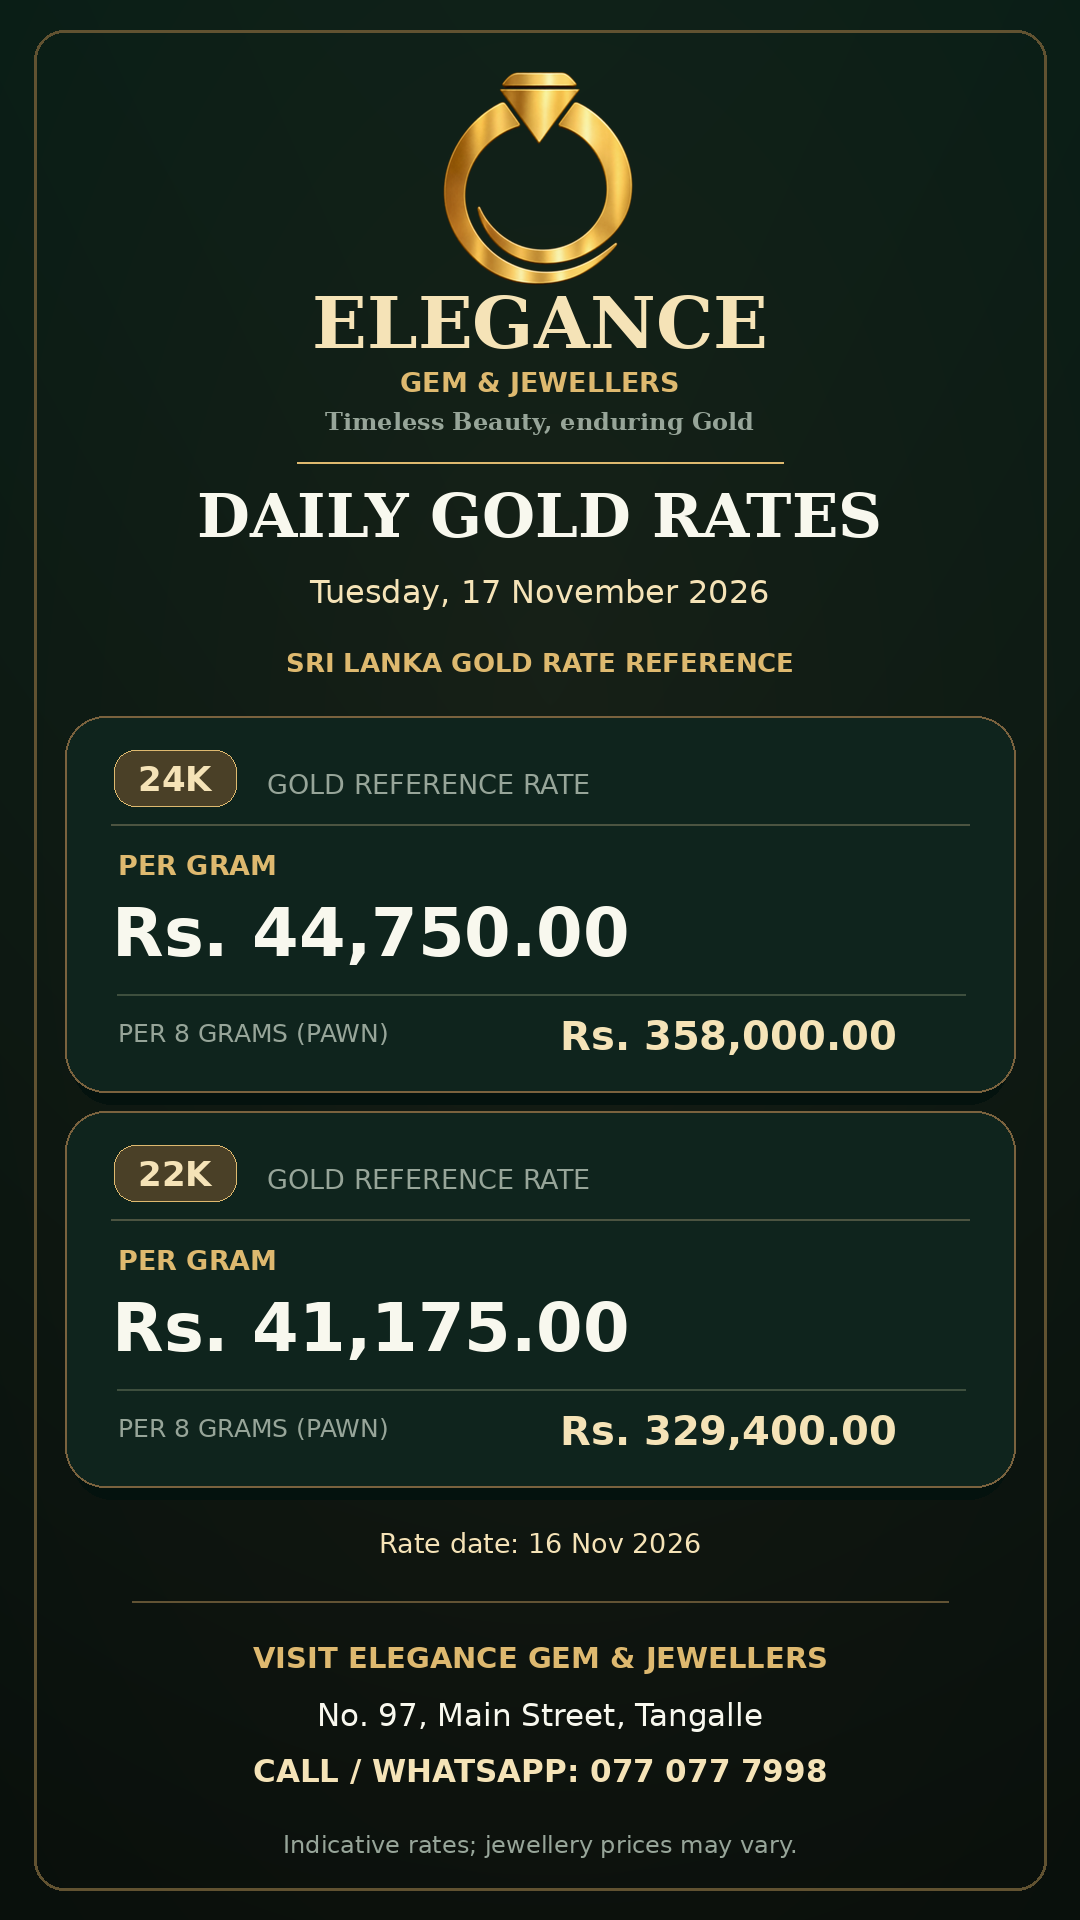 ELEGANCE
GEM & JEWELLERS
Timeless Beauty, enduring Gold
DAILY GOLD RATES
Tuesday, 17 November 2026
SRI LANKA GOLD RATE REFERENCE
24K GOLD REFERENCE RATE
PER GRAM
Rs. 44,750.00
PER 8 GRAMS (PAWN) Rs. 358,000.00
22K GOLD REFERENCE RATE
PER GRAM
Rs. 41,175.00
PER 8 GRAMS (PAWN) Rs. 329,400.00
Rate date: 16 Nov 2026
VISIT ELEGANCE GEM & JEWELLERS
No. 97, Main Street, Tangalle
CALL / WHATSAPP: 077 077 7998
Indicative rates; jewellery prices may vary.